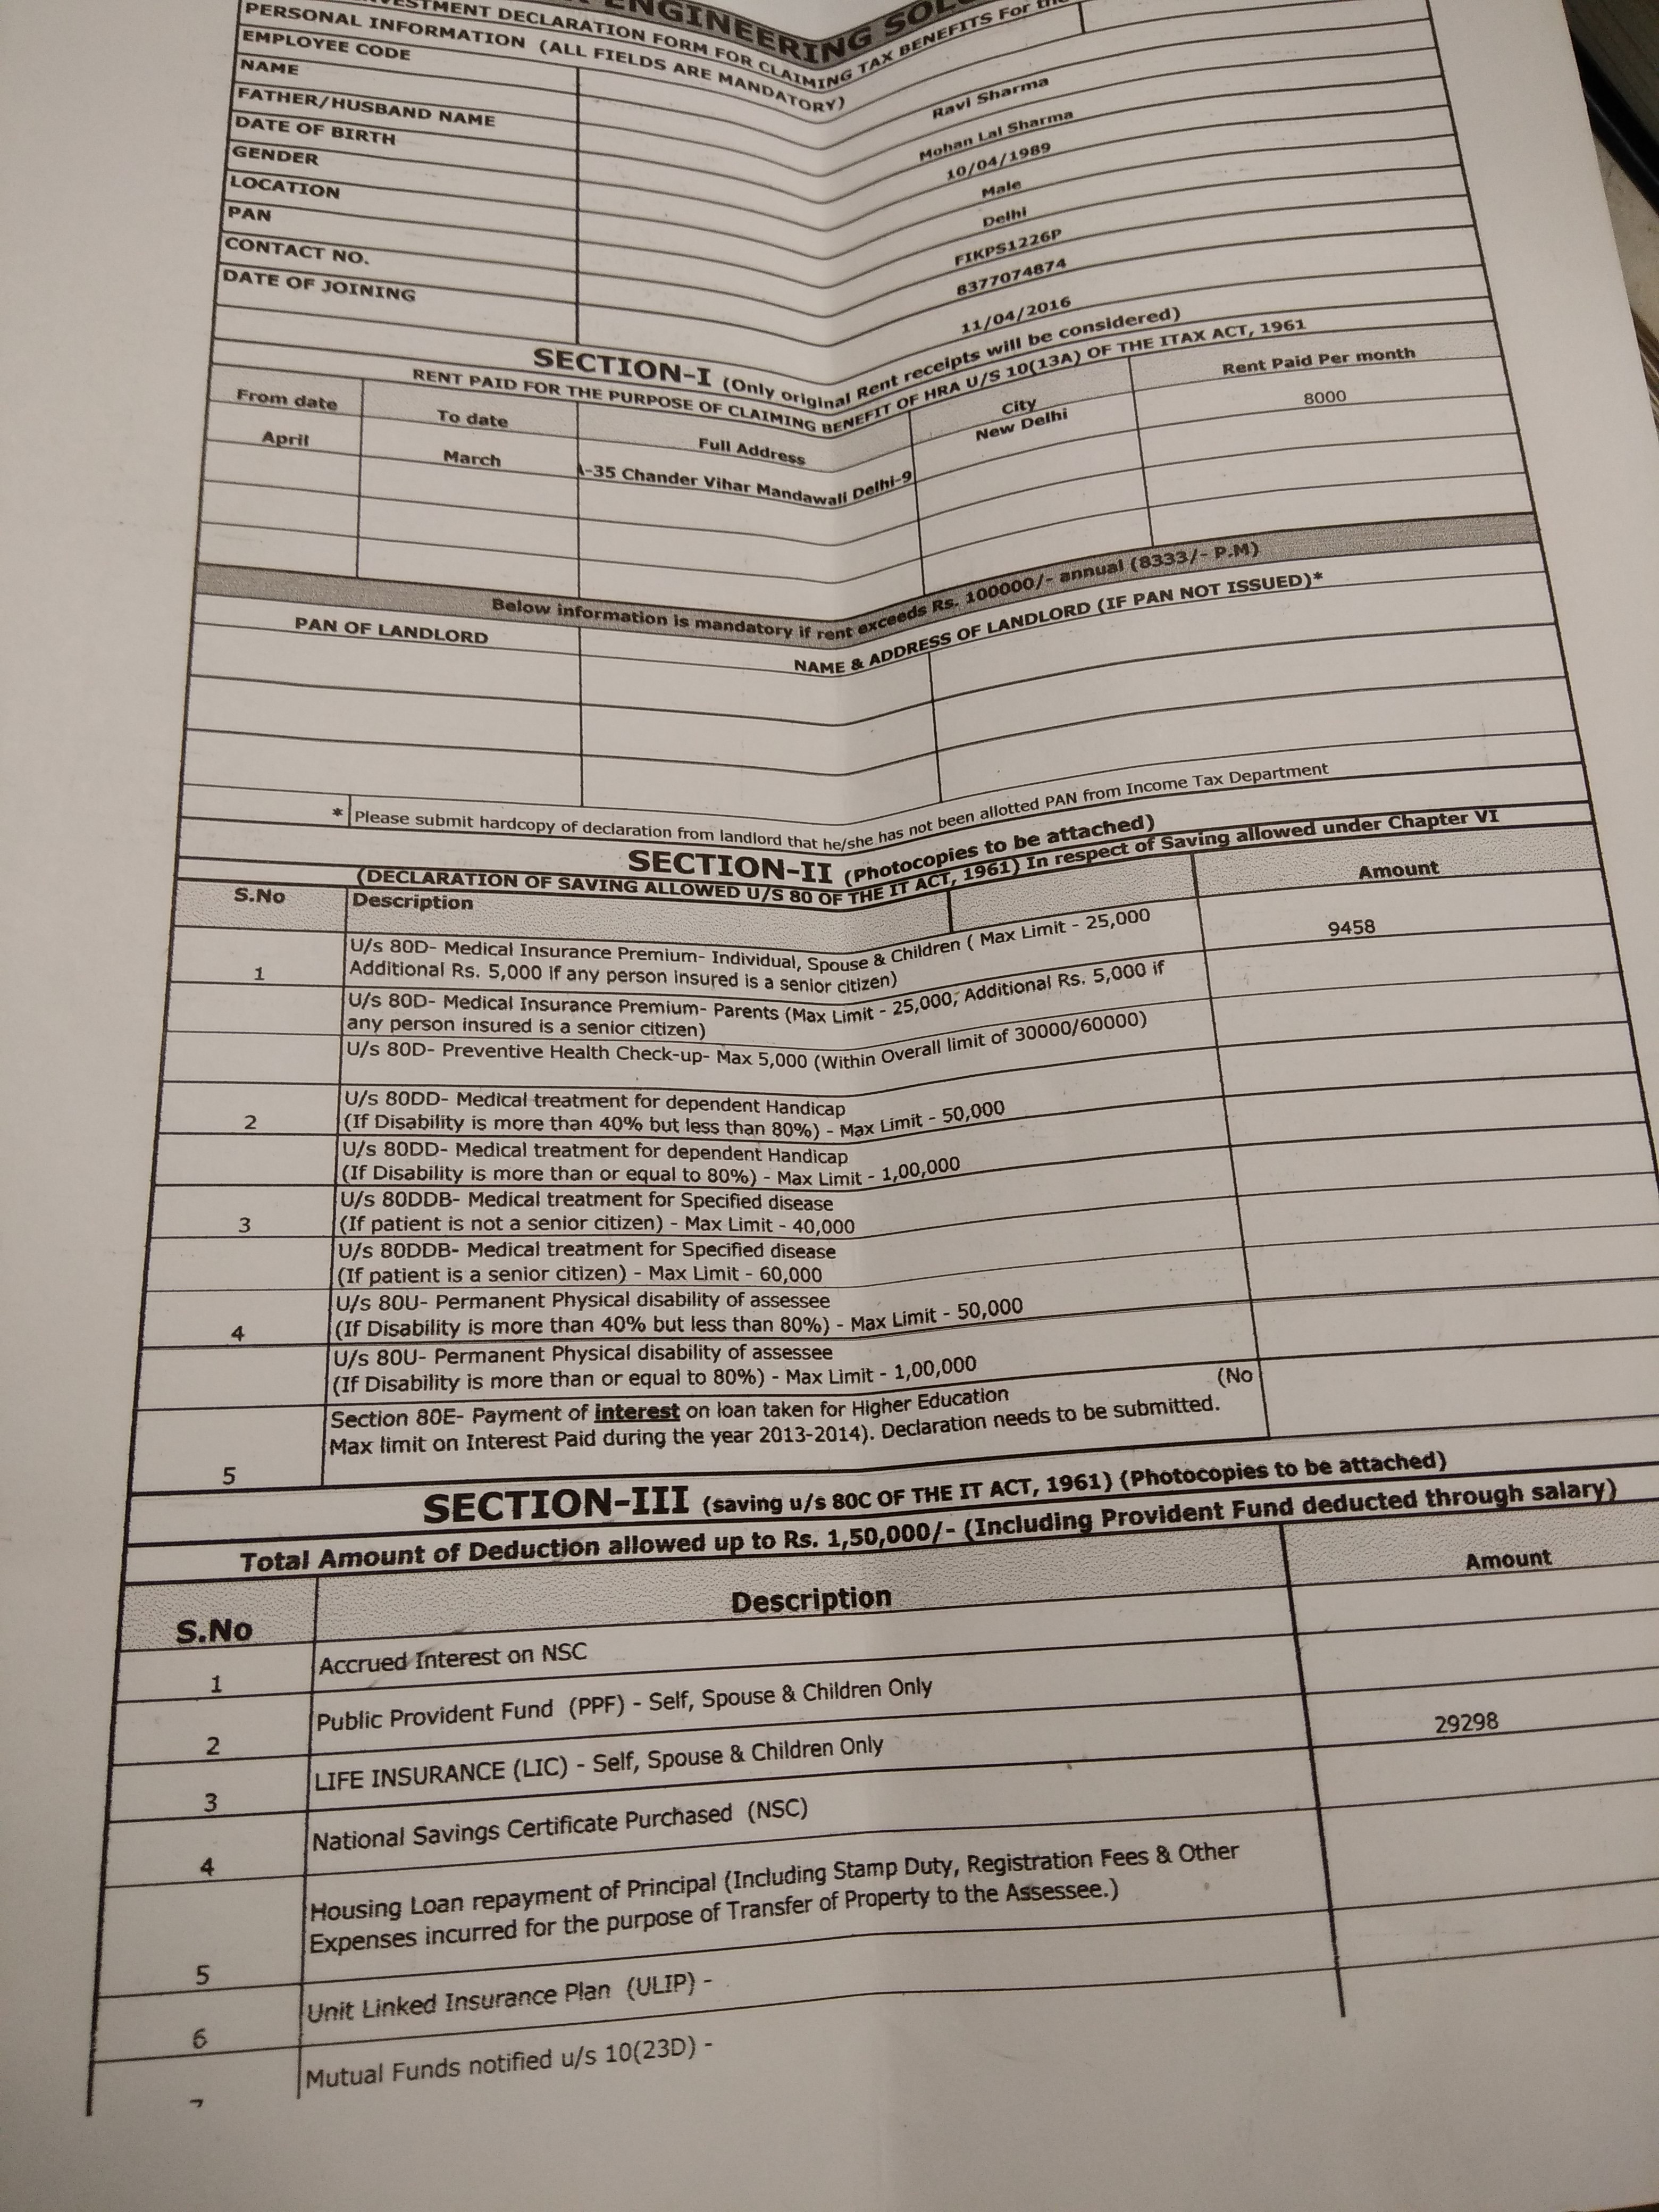 ENGINEERING
DECLARATION FORM FOR CLAIMING TAX BENEFITS For
PERSONAL INFORMATION (ALL FIELDS ARE MANDATORY)
EMPLOYEE CODE
NAME Ravi Sharma
FATHER/HUSBAND NAME Mohan Lal Sharma
DATE OF BIRTH 10/04/1989
GENDER Male
LOCATION Delhi
PAN FIKPS1226P
CONTACT NO. 8377074874
DATE OF JOINING 11/04/2016
SECTION-I (Only original Rent receipts will be considered)
RENT PAID FOR THE PURPOSE OF CLAIMING BENEFIT OF HRA U/S 10(13A) OF THE ITAX ACT, 1961
From date To date Full Address City Rent Paid Per month
April March -35 Chander Vihar Mandawali Delhi-9 New Delhi 8000
Below information is mandatory if rent exceeds Rs. 100000/- annual (8333/- P.M)
PAN OF LANDLORD NAME & ADDRESS OF LANDLORD (IF PAN NOT ISSUED)*
* Please submit hardcopy of declaration from landlord that he/she has not been allotted PAN from Income Tax Department
SECTION-II (Photocopies to be attached)
(DECLARATION OF SAVING ALLOWED U/S 80 OF THE IT ACT, 1961) In respect of Saving allowed under Chapter VI
S.No Description Amount
1 U/s 80D- Medical Insurance Premium- Individual, Spouse & Children ( Max Limit - 25,000 9458
Additional Rs. 5,000 if any person insured is a senior citizen)
U/s 80D- Medical Insurance Premium- Parents (Max Limit - 25,000, Additional Rs. 5,000 if
any person insured is a senior citizen)
U/s 80D- Preventive Health Check-up- Max 5,000 (Within Overall limit of 30000/60000)
2 U/s 80DD- Medical treatment for dependent Handicap
(If Disability is more than 40% but less than 80%) - Max Limit - 50,000
U/s 80DD- Medical treatment for dependent Handicap
(If Disability is more than or equal to 80%) - Max Limit - 1,00,000
3 U/s 80DDB- Medical treatment for Specified disease
(If patient is not a senior citizen) - Max Limit - 40,000
U/s 80DDB- Medical treatment for Specified disease
(If patient is a senior citizen) - Max Limit - 60,000
4 U/s 80U- Permanent Physical disability of assessee
(If Disability is more than 40% but less than 80%) - Max Limit - 50,000
U/s 80U- Permanent Physical disability of assessee
(If Disability is more than or equal to 80%) - Max Limit - 1,00,000
5 Section 80E- Payment of interest on loan taken for Higher Education (No
Max limit on Interest Paid during the year 2013-2014). Declaration needs to be submitted.
SECTION-III (saving u/s 80C OF THE IT ACT, 1961) (Photocopies to be attached)
Total Amount of Deduction allowed up to Rs. 1,50,000/- (Including Provident Fund deducted through salary)
S.No Description Amount
1 Accrued Interest on NSC
2 Public Provident Fund (PPF) - Self, Spouse & Children Only
3 LIFE INSURANCE (LIC) - Self, Spouse & Children Only 29298
4 National Savings Certificate Purchased (NSC)
5 Housing Loan repayment of Principal (Including Stamp Duty, Registration Fees & Other
Expenses incurred for the purpose of Transfer of Property to the Assessee.)
6 Unit Linked Insurance Plan (ULIP) -
Mutual Funds notified u/s 10(23D) -